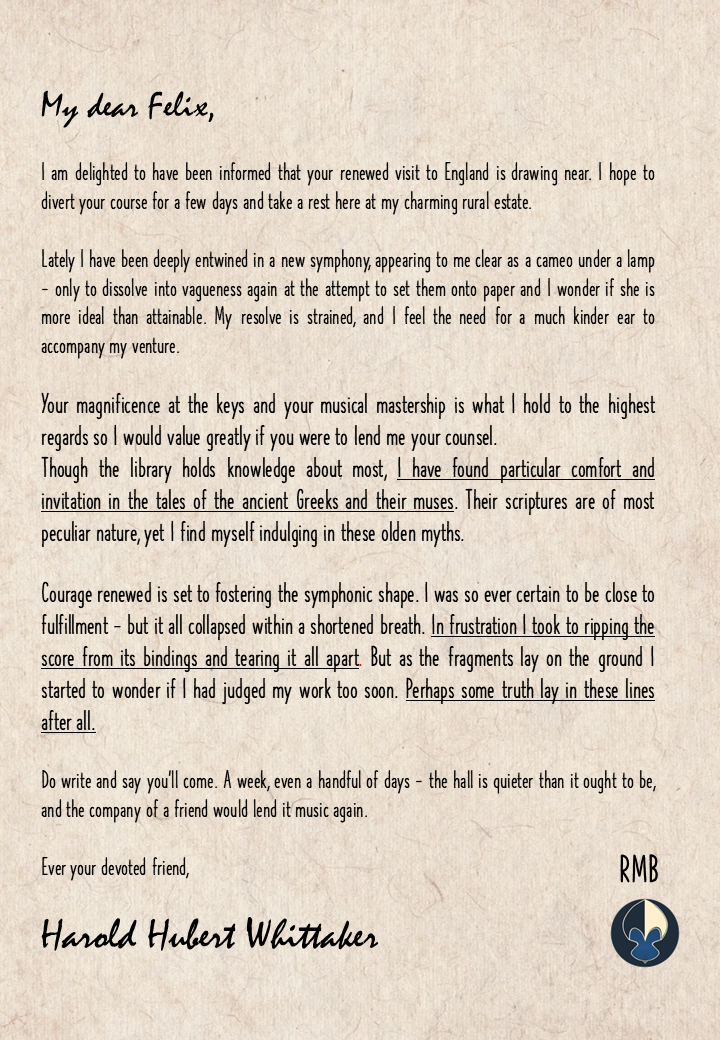 My dear Felix,
I am delighted to have been informed that your renewed visit to England is drawing near. I hope to
divert your course for a few days and take a rest here at my charming rural estate.
Lately I have been deeply entwined in a new symphony, appearing to me clear as a cameo under a lamp
– only to dissolve into vagueness again at the attempt to set them onto paper and I wonder if she is
more ideal than attainable. My resolve is strained, and I feel the need for a much kinder ear to
accompany my venture.
Your magnificence at the keys and your musical mastership is what I hold to the highest
regards so I would value greatly if you were to lend me your counsel.
Though the library holds knowledge about most, I have found particular comfort and
invitation in the tales of the ancient Greeks and their muses. Their scriptures are of most
peculiar nature, yet I find myself indulging in these olden myths.
Courage renewed is set to fostering the symphonic shape. I was so ever certain to be close to
fulfillment – but it all collapsed within a shortened breath. In frustration I took to ripping the
score from its bindings and tearing it all apart. But as the fragments lay on the ground I
started to wonder if I had judged my work too soon. Perhaps some truth lay in these lines
after all.
Do write and say you'll come. A week, even a handful of days – the hall is quieter than it ought to be,
and the company of a friend would lend it music again.
Ever your devoted friend,
RMB
Harold Hubert Whittaker